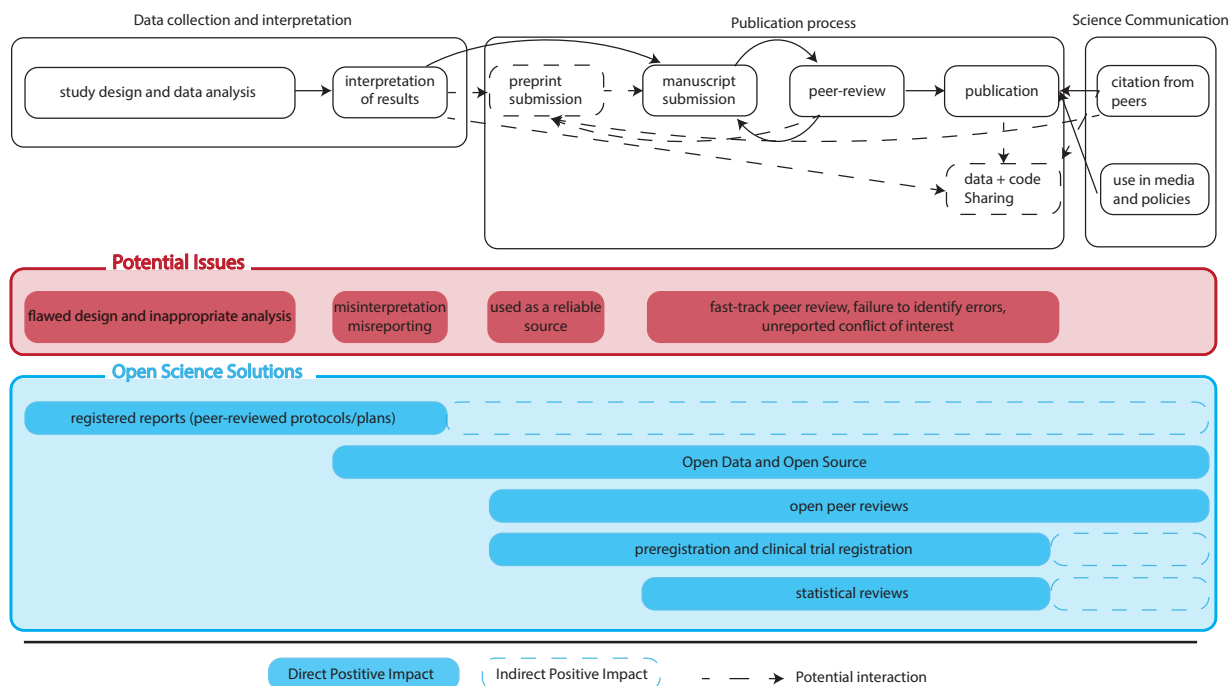 Data collection and interpretation
Publication process
Science Communication
study design and data analysis
interpretation
of results
preprint
submission
manuscript
submission
peer-review
publication
citation from
peers
data + code
Sharing
use in media
and policies
Potential Issues
flawed design and inappropriate analysis
misinterpretation
misreporting
used as a reliable
source
fast-track peer review, failure to identify errors,
unreported conflict of interest
Open Science Solutions
registered reports (peer-reviewed protocols/plans)
Open Data and Open Source
open peer reviews
preregistration and clinical trial registration
statistical reviews
Direct Postitive Impact
Indirect Positive Impact
Potential interaction